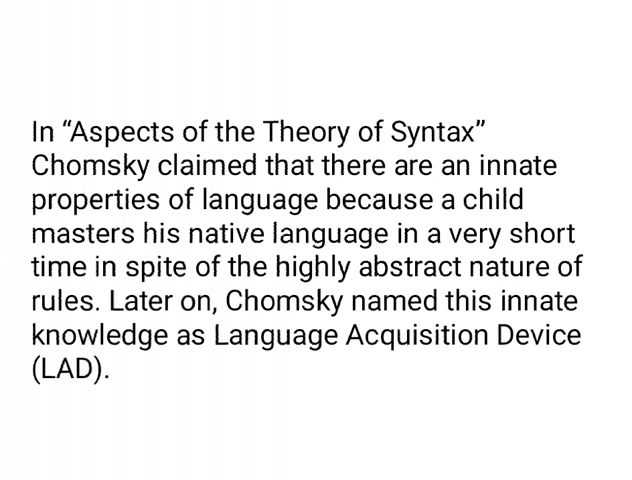 In “Aspects of the Theory of Syntax”
Chomsky claimed that there are an innate
properties of language because a child
masters his native language in a very short
time in spite of the highly abstract nature of
rules. Later on, Chomsky named this innate
knowledge as Language Acquisition Device
(LAD).